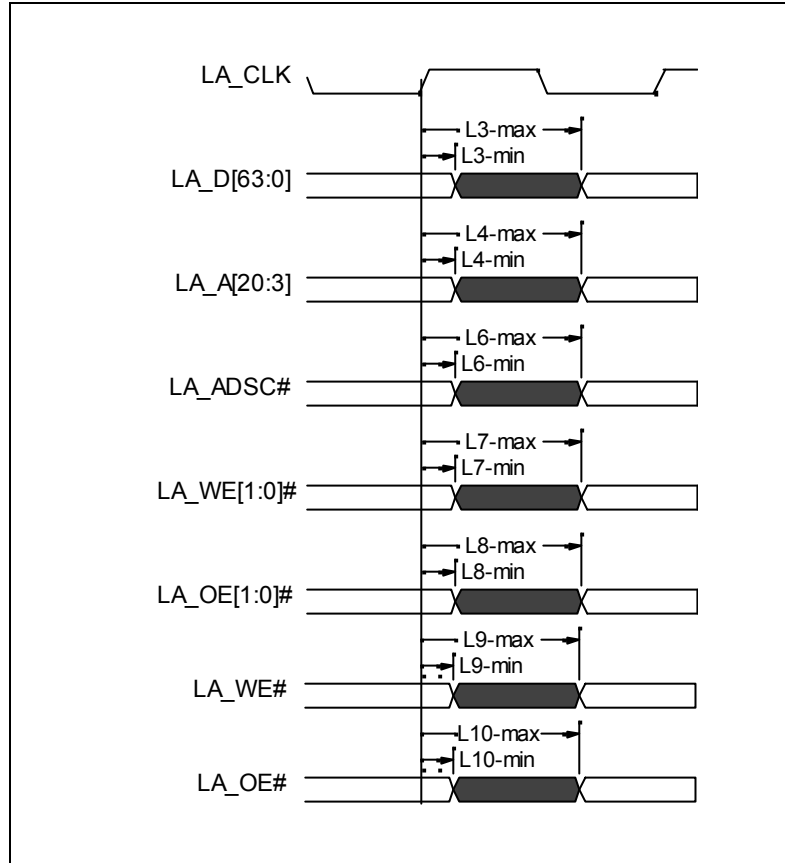 LA_CLK
L3-max
L3-min
LA_D[63:0]
L4-max
L4-min
LA_A[20:3]
L6-max
L6-min
LA_ADSC#
L7-max
L7-min
LA_WE[1:0]#
L8-max
L8-min
LA_OE[1:0]#
L9-max
L9-min
LA_WE#
L10-max
L10-min
LA_OE#